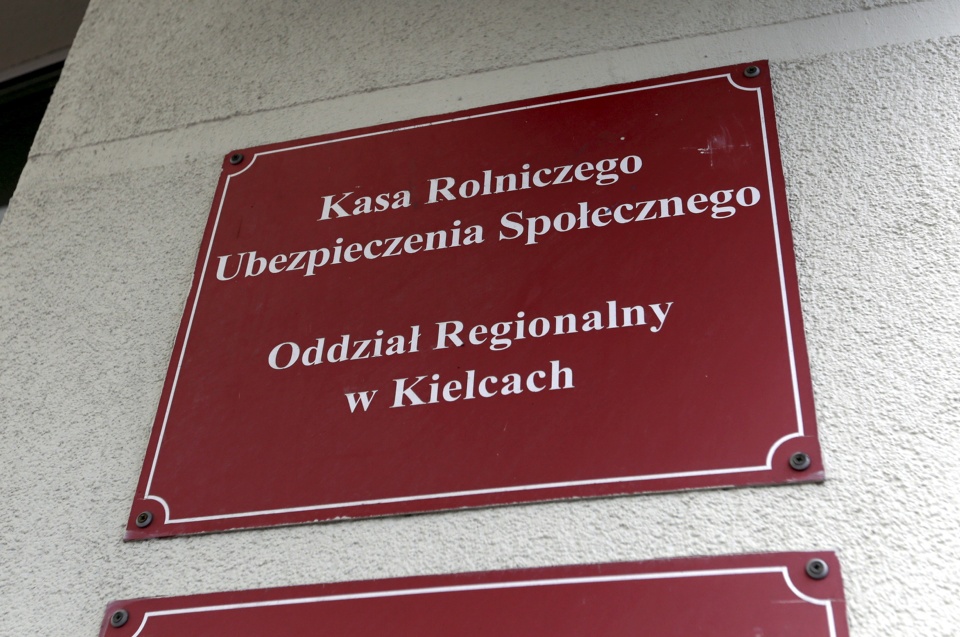 Kasa Rolniczego
Ubezpieczenia Społecznego
Oddział Regionalny
w Kielcach